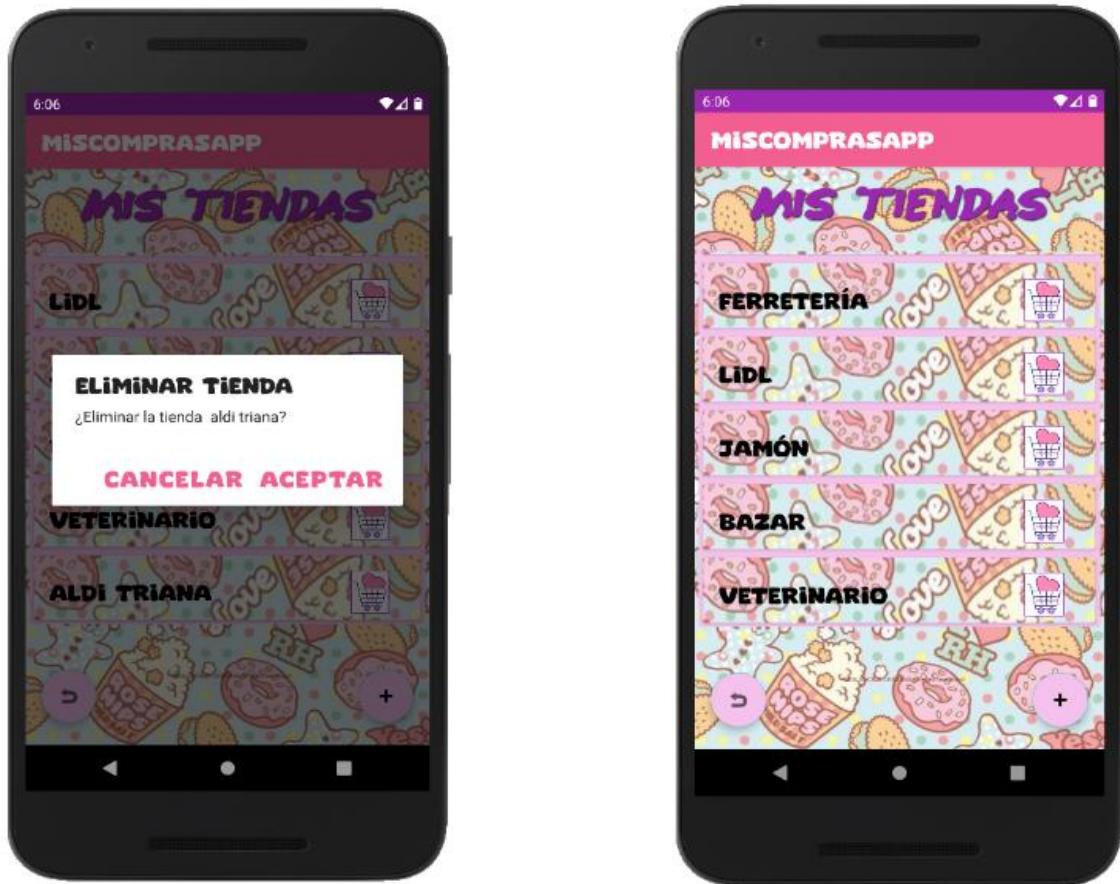 6:06
MISCOMPRASAPP
MIS TIENDAS
LIDL
ELIMINAR TIENDA
¿Eliminar la tienda aldi triana?
CANCELAR ACEPTAR
VETERINARIO
ALDI TRIANA
+
6:06
MISCOMPRASAPP
MIS TIENDAS
FERRETERÍA
LIDL
JAMÓN
BAZAR
VETERINARIO
+